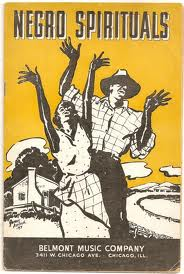 NEGRO SPIRITUALS
BELMONT MUSIC COMPANY
3411 W. CHICAGO AVE. CHICAGO, ILL.